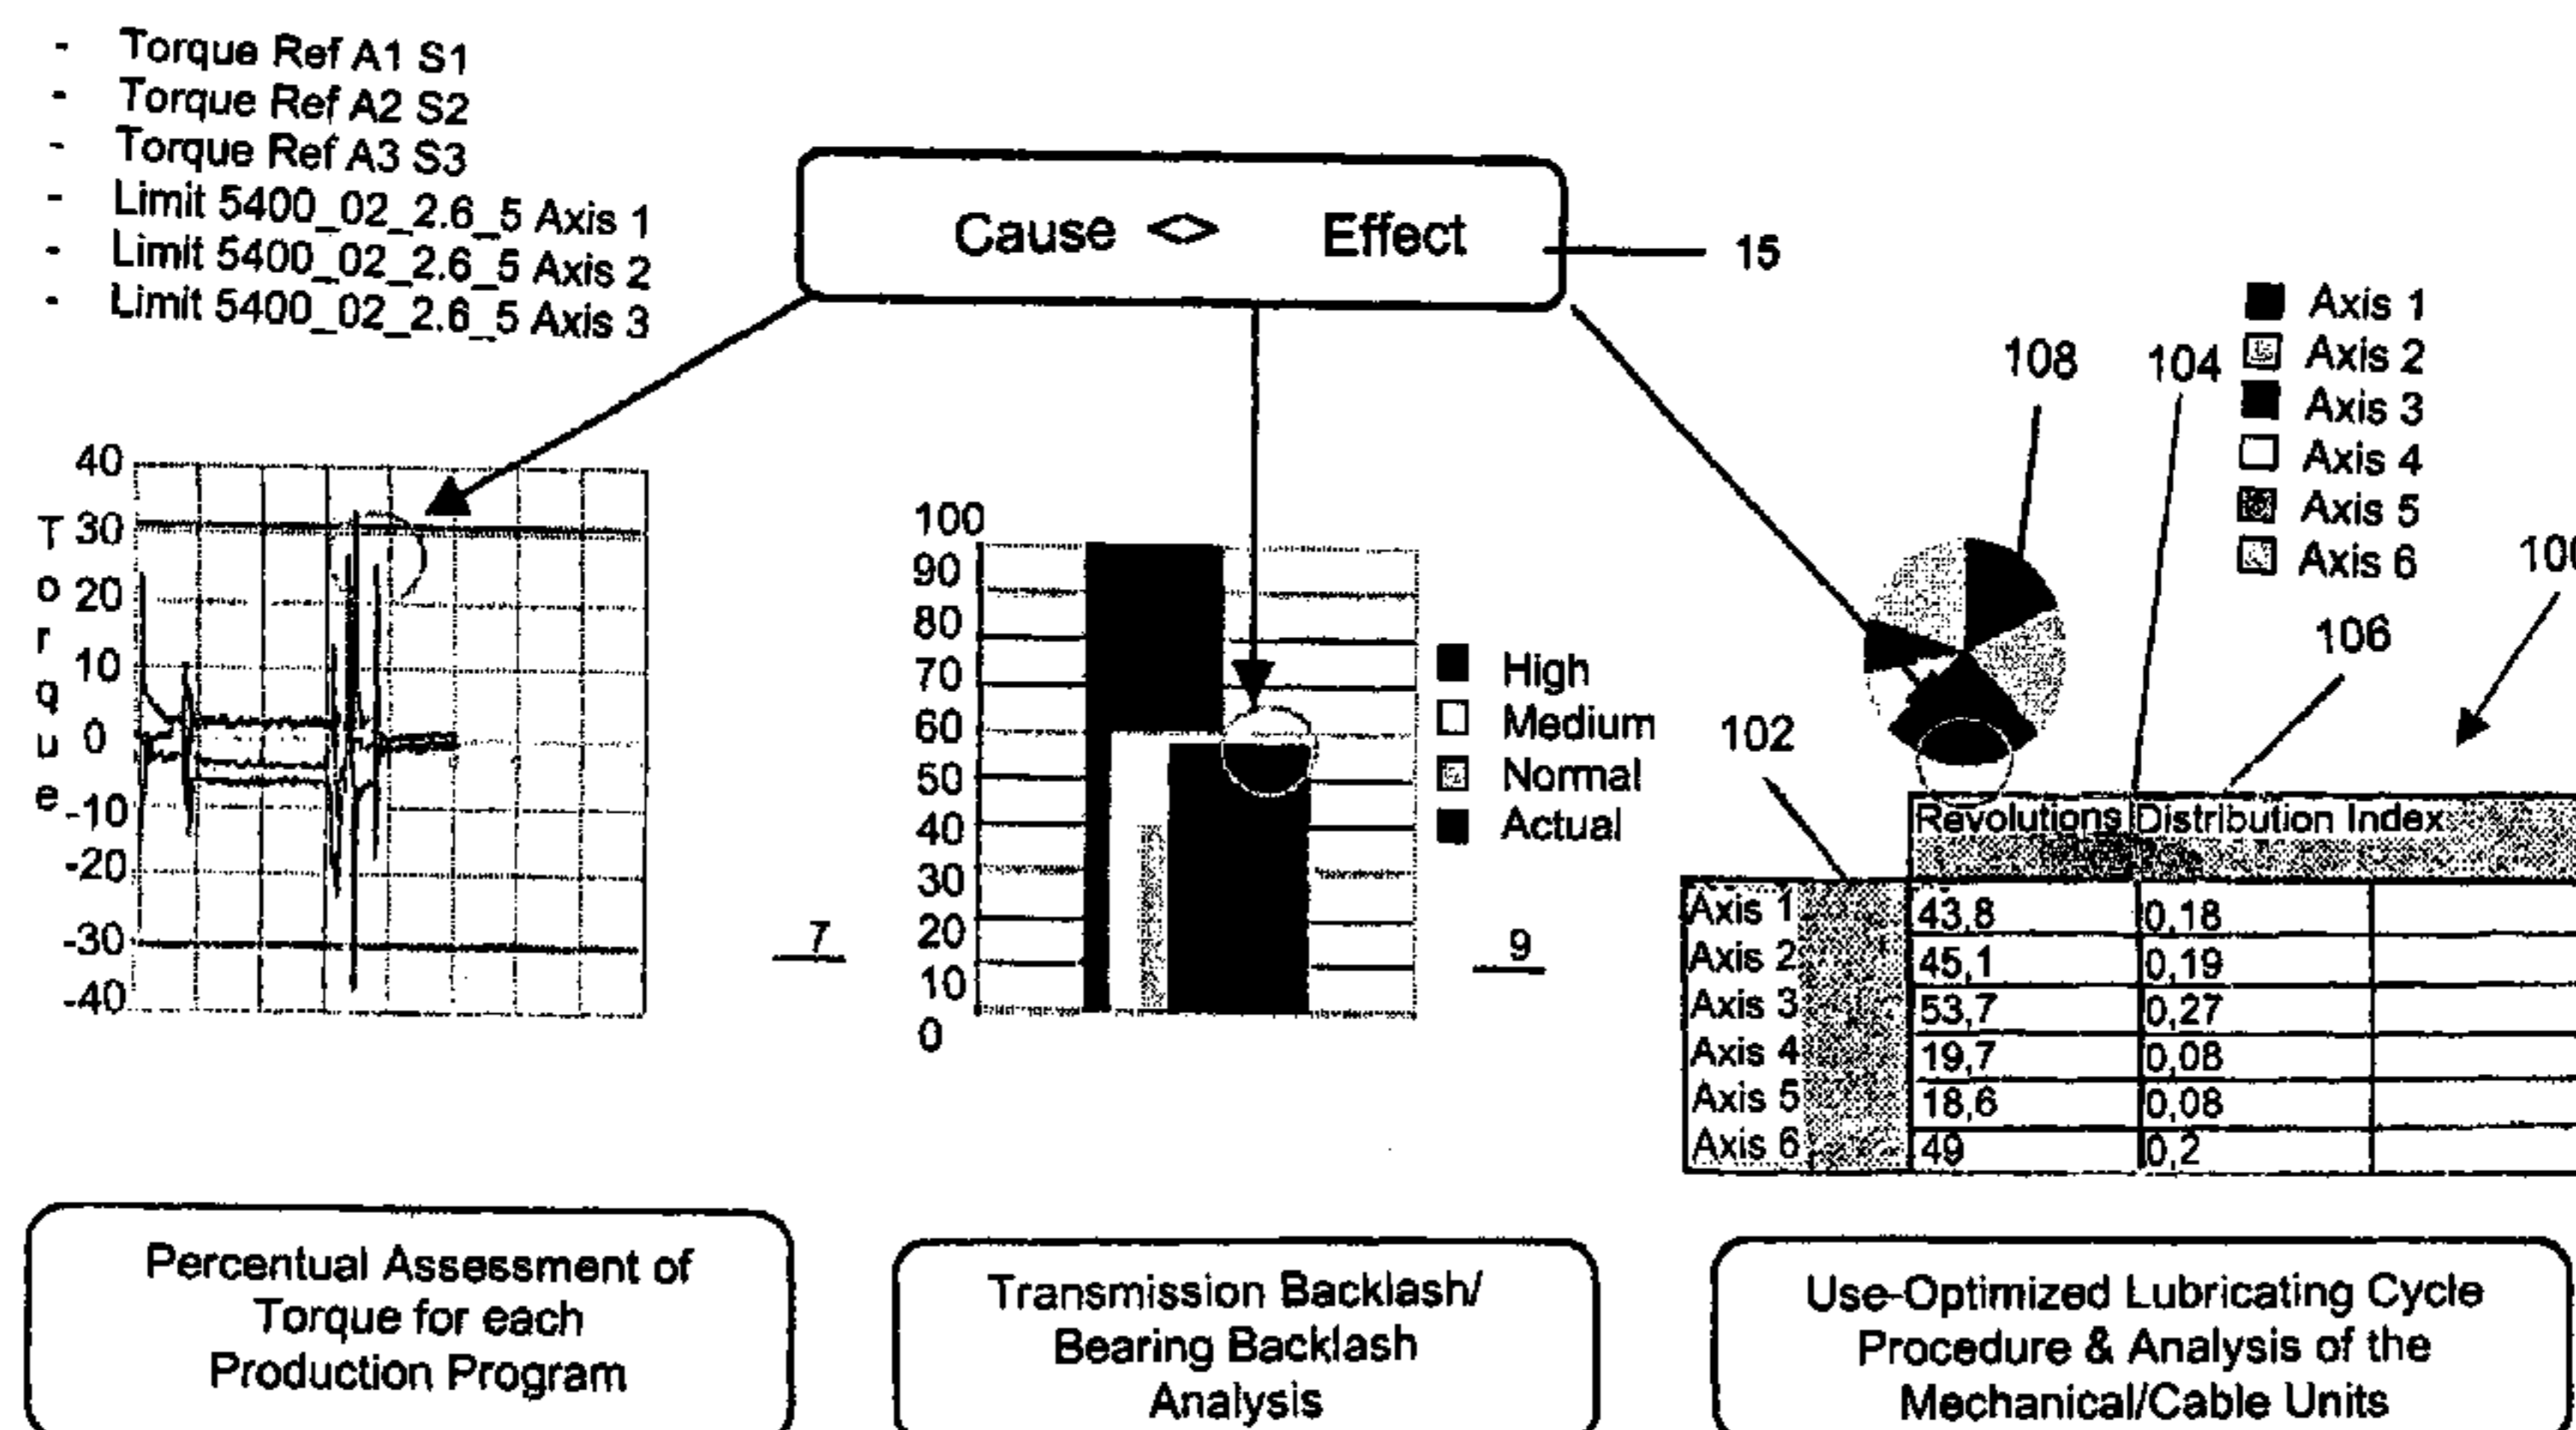 - Torque Ref A1 S1
- Torque Ref A2 S2
- Torque Ref A3 S3
- Limit 5400_02_2.6_5 Axis 1
- Limit 5400_02_2.6_5 Axis 2
- Limit 5400_02_2.6_5 Axis 3
Cause Effect
15
Torque
40
30
20
10
0
-10
-20
-30
-40
7
100
90
80
70
60
50
40
30
20
10
0
High
Medium
Normal
Actual
9
Axis 1
Axis 2
Axis 3
Axis 4
Axis 5
Axis 6
108
104
106
102
Revolutions Distribution Index
Axis 1 43,8 0,18
Axis 2 45,1 0,19
Axis 3 53,7 0,27
Axis 4 19,7 0,08
Axis 5 18,6 0,08
Axis 6 49 0,2
Percentual Assessment of
Torque for each
Production Program
Transmission Backlash/
Bearing Backlash
Analysis
Use-Optimized Lubricating Cycle
Procedure & Analysis of the
Mechanical/Cable Units